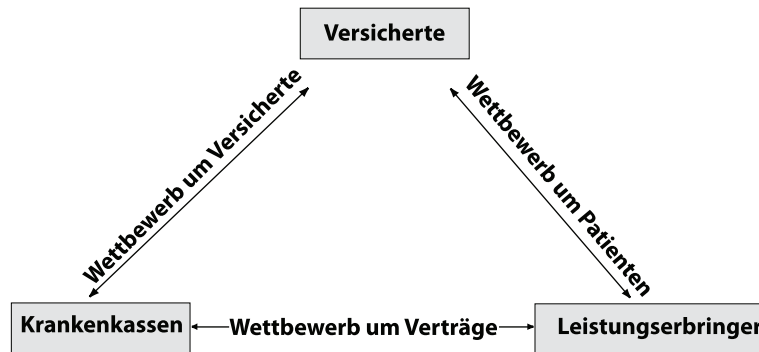 Versicherte
Wettbewerb um Versicherte
Wettbewerb um Patienten
Krankenkassen
Wettbewerb um Verträge
Leistungserbringer